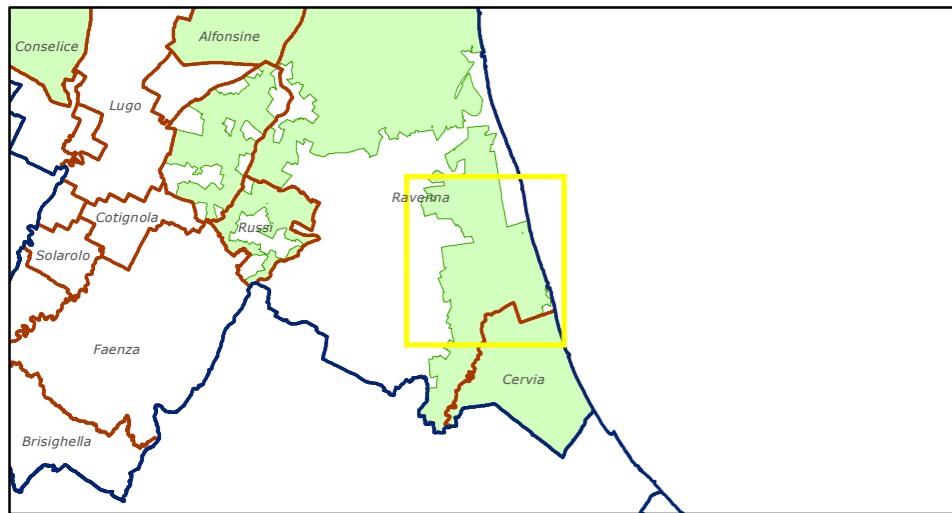 Alfonsine
Conselice
Lugo
Ravenna
Cotignola
Russi
Solarolo
Faenza
Cervia
Brisighella